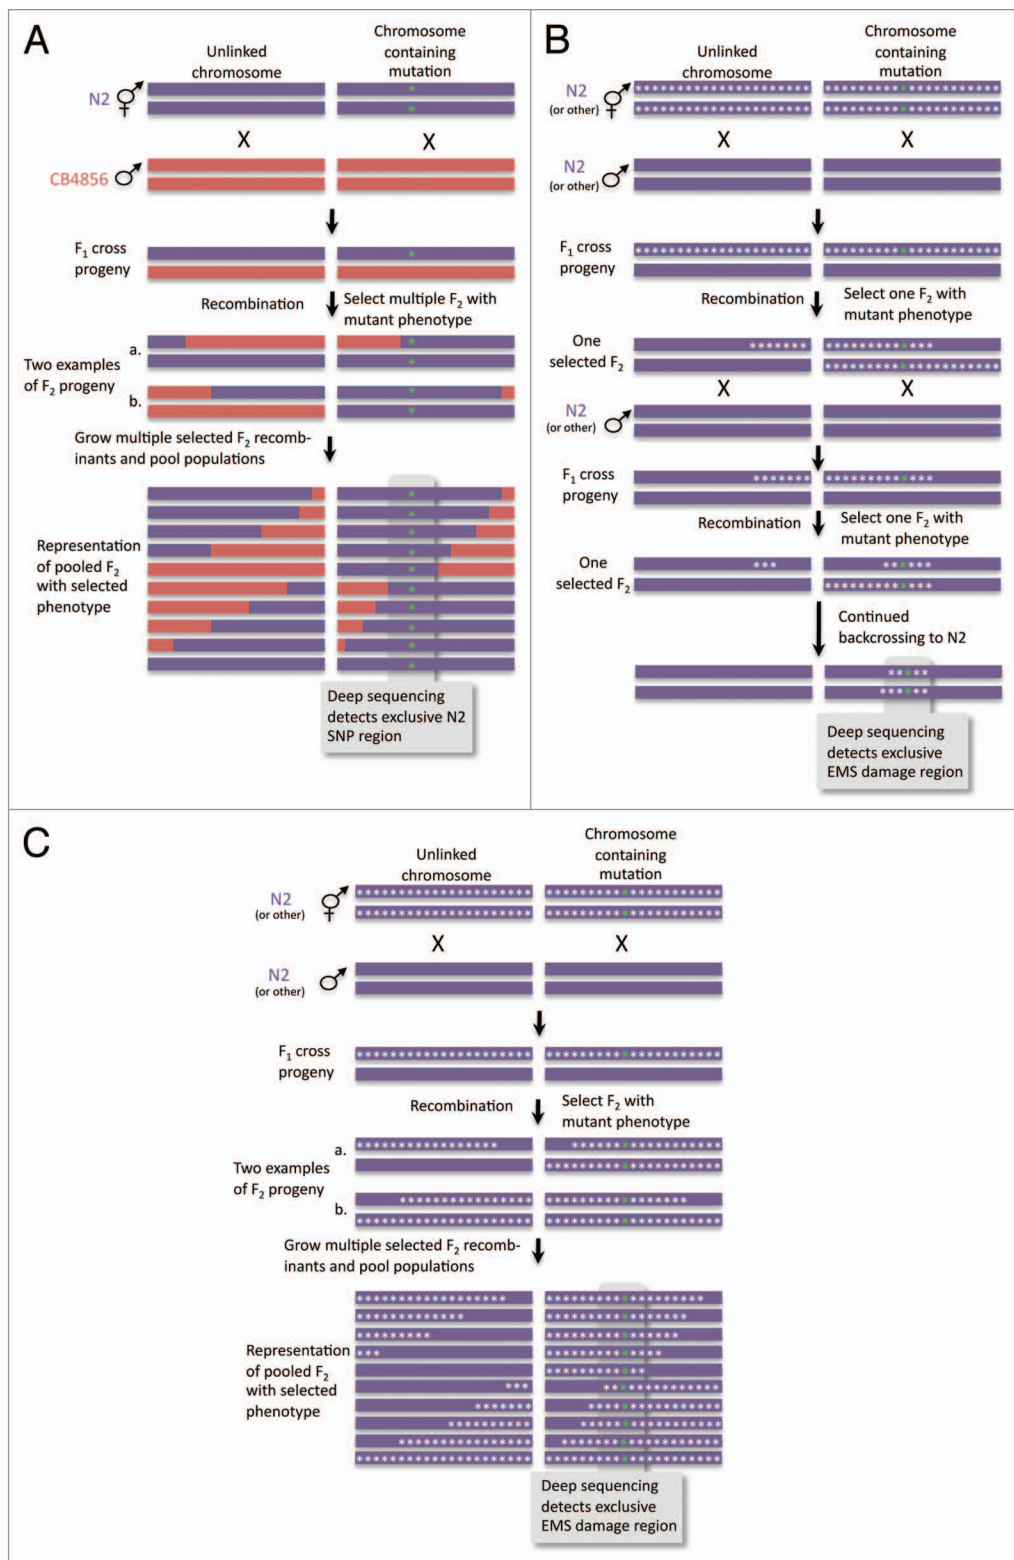 A
Unlinked
chromosome
Chromosome
containing
mutation
N2
X
X
CB4856
F1 cross
progeny
Recombination
Select multiple F2 with
mutant phenotype
a.
Two examples
of F2 progeny
b.
Grow multiple selected F2 recomb-
inants and pool populations
Representation
of pooled F2
with selected
phenotype
Deep sequencing
detects exclusive N2
SNP region
B
Unlinked
chromosome
Chromosome
containing
mutation
N2
(or other)
X
X
N2
(or other)
F1 cross
progeny
Recombination
Select one F2 with
mutant phenotype
One
selected F2
X
X
N2
(or other)
F1 cross
progeny
Recombination
Select one F2 with
mutant phenotype
One
selected F2
Continued
backcrossing to N2
Deep sequencing
detects exclusive
EMS damage region
C
Unlinked
chromosome
Chromosome
containing
mutation
N2
(or other)
X
X
N2
(or other)
F1 cross
progeny
Recombination
Select F2 with
mutant phenotype
a.
Two examples
of F2 progeny
b.
Grow multiple selected F2 recomb-
inants and pool populations
Representation
of pooled F2
with selected
phenotype
Deep sequencing
detects exclusive
EMS damage region